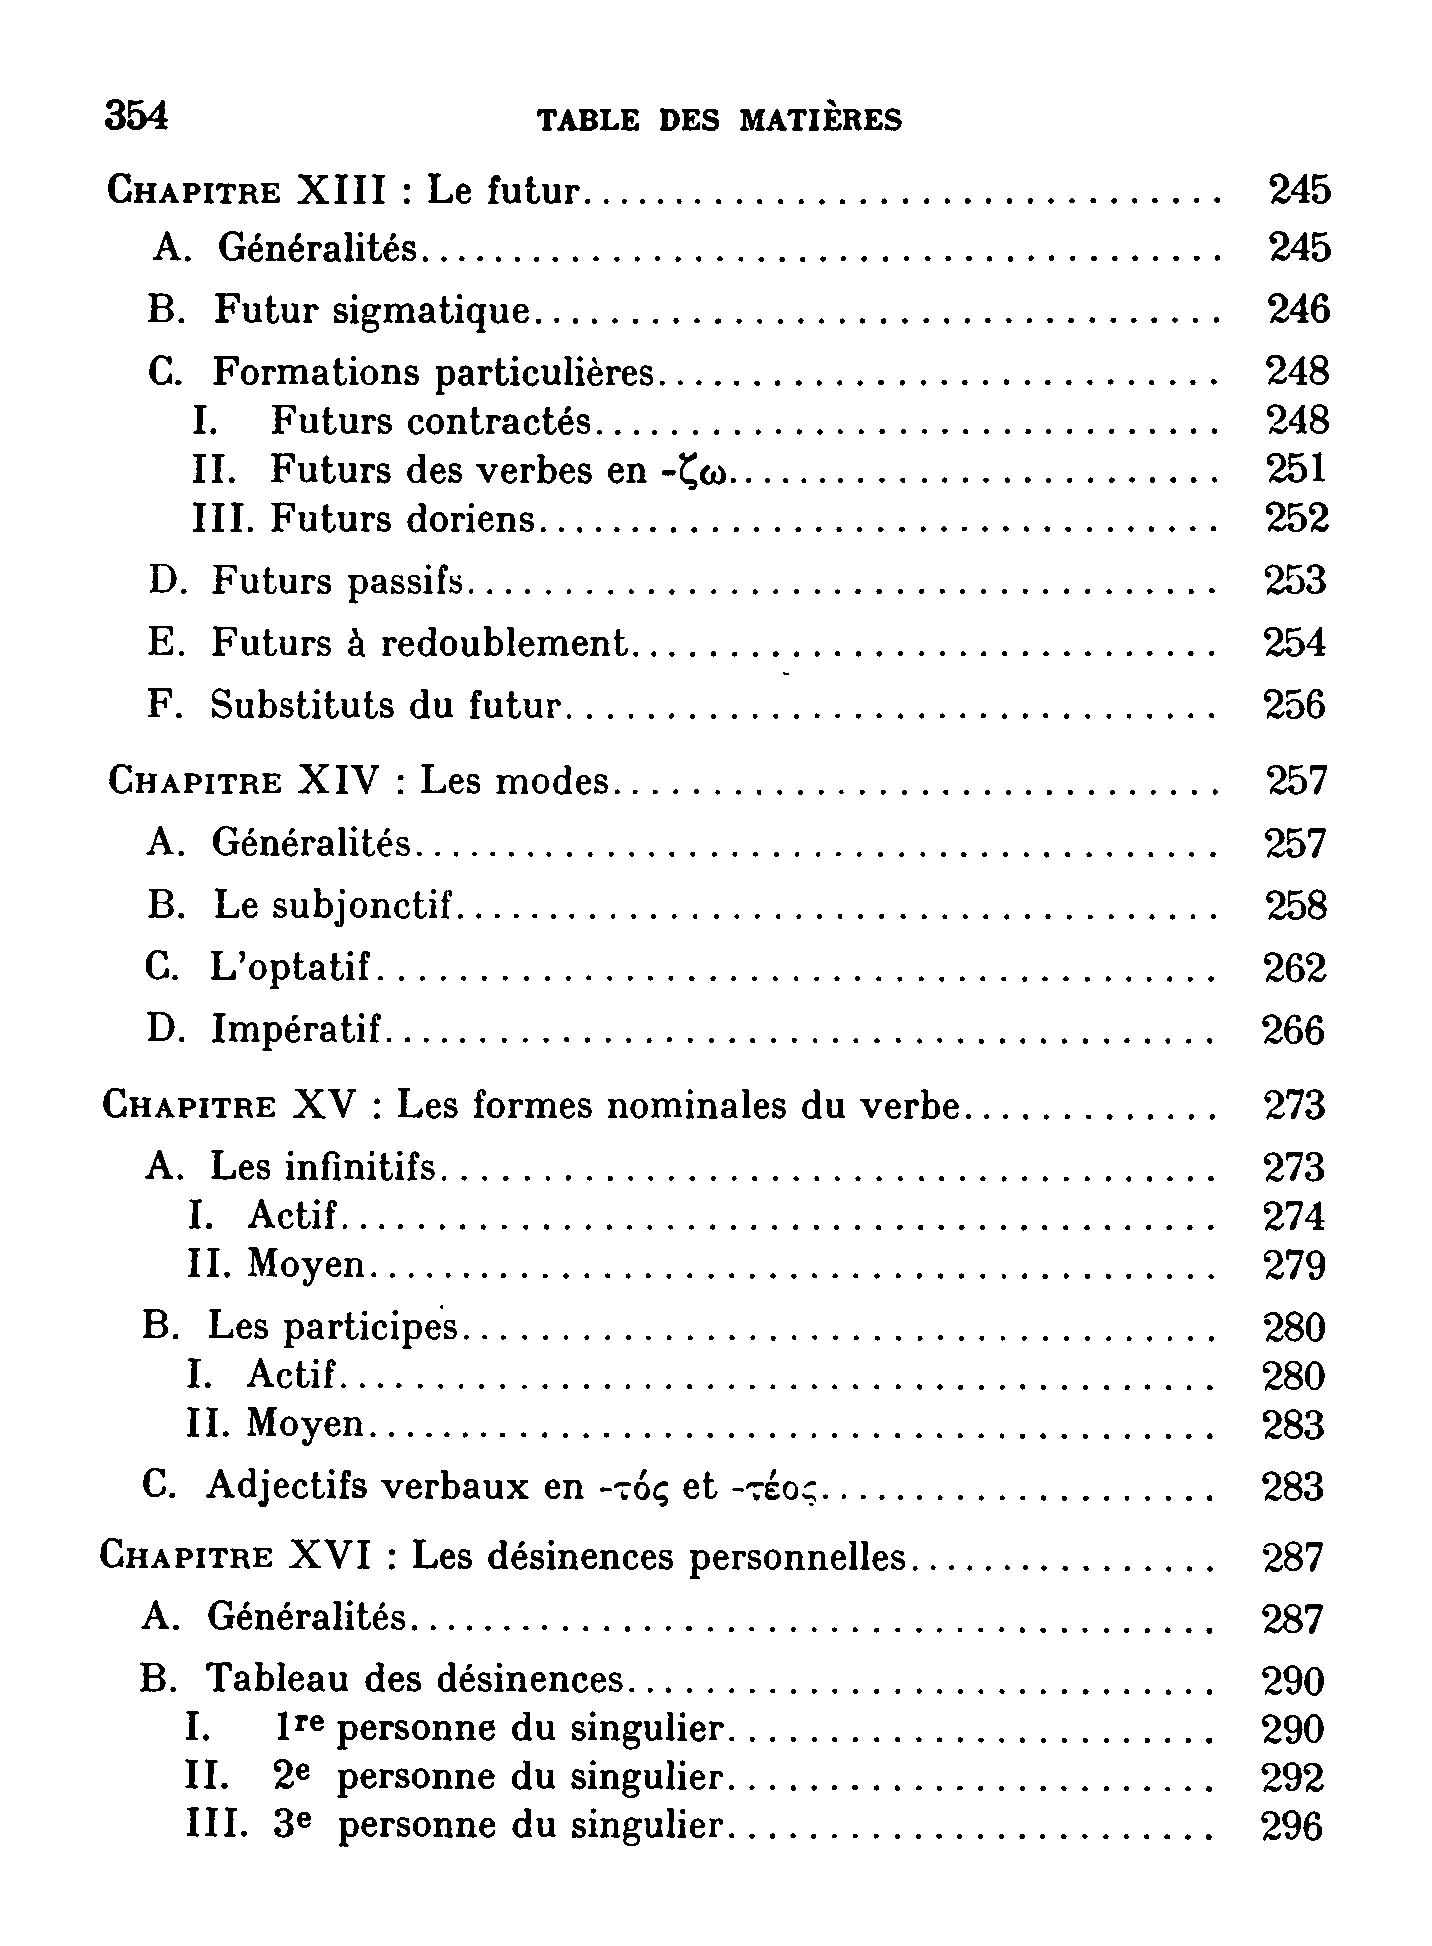 354 TABLE DES MATIÈRES
CHAPITRE XIII : Le futur................................ 245
A. Généralités........................................ 245
B. Futur sigmatique.................................. 246
C. Formations particulières............................ 248
I. Futurs contractés............................... 248
II. Futurs des verbes en -ζω......................... 251
III. Futurs doriens.................................. 252
D. Futurs passifs..................................... 253
E. Futurs à redoublement............................. 254
F. Substituts du futur................................ 256
CHAPITRE XIV : Les modes.............................. 257
A. Généralités........................................ 257
B. Le subjonctif...................................... 258
C. L'optatif.......................................... 262
D. Impératif......................................... 266
CHAPITRE XV : Les formes nominales du verbe............. 273
A. Les infinitifs...................................... 273
I. Actif........................................... 274
II. Moyen.......................................... 279
B. Les participes..................................... 280
I. Actif........................................... 280
II. Moyen.......................................... 283
C. Adjectifs verbaux en -τός et -τέος.................... 283
CHAPITRE XVI : Les désinences personnelles................ 287
A. Généralités........................................ 287
B. Tableau des désinences............................. 290
I. 1re personne du singulier........................ 290
II. 2e personne du singulier........................ 292
III. 3e personne du singulier........................ 296